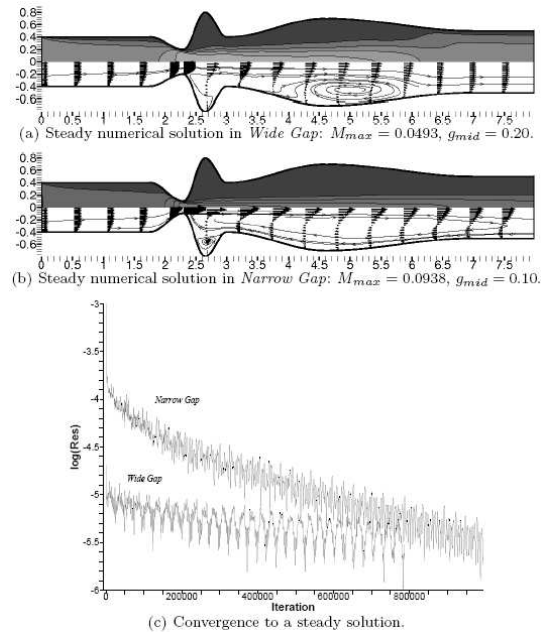 0.8
0.6
0.4
0.2
0
-0.2
-0.4
-0.6
0 0.5 1 1.5 2 2.5 3 3.5 4 4.5 5 5.5 6 6.5 7 7.5
(a) Steady numerical solution in Wide Gap: M_max = 0.0493, g_mid = 0.20.
0.8
0.6
0.4
0.2
0
-0.2
-0.4
-0.6
0 0.5 1 1.5 2 2.5 3 3.5 4 4.5 5 5.5 6 6.5 7 7.5
(b) Steady numerical solution in Narrow Gap: M_max = 0.0938, g_mid = 0.10.
-3
-3.5
-4
Narrow Gap
-4.5
log(Res)
Wide Gap
-5
-5.5
-6
0 200000 400000 600000 800000
Iteration
(c) Convergence to a steady solution.